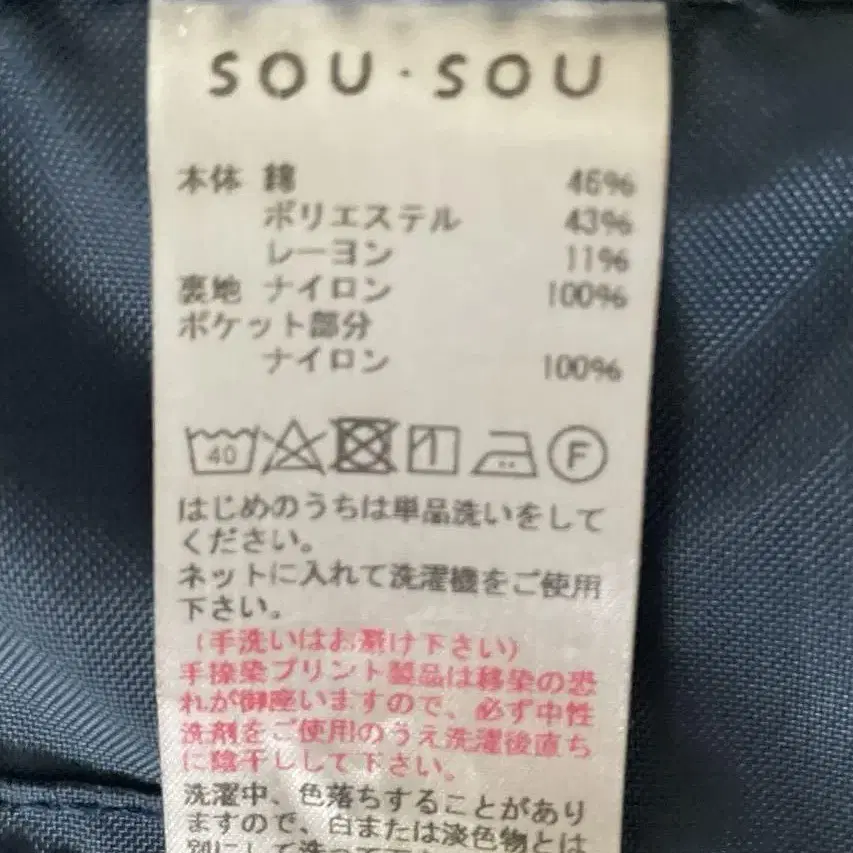 SOU・SOU
本体 綿 46%
ポリエステル 43%
レーヨン 11%
裏地 ナイロン 100%
ポケット部分
ナイロン 100%
40 F
はじめのうちは単品洗いをして
ください。
ネットに入れて洗濯機をご使用
下さい。
（手洗いはお避け下さい）
手捺染プリント製品は移染の恐
れが御座いますので、必ず中性
洗剤をご使用のうえ洗濯後直ち
に陰干しして下さい。
洗濯中、色落ちすることがあり
ますので、白または淡色物とは
別にして洗って下